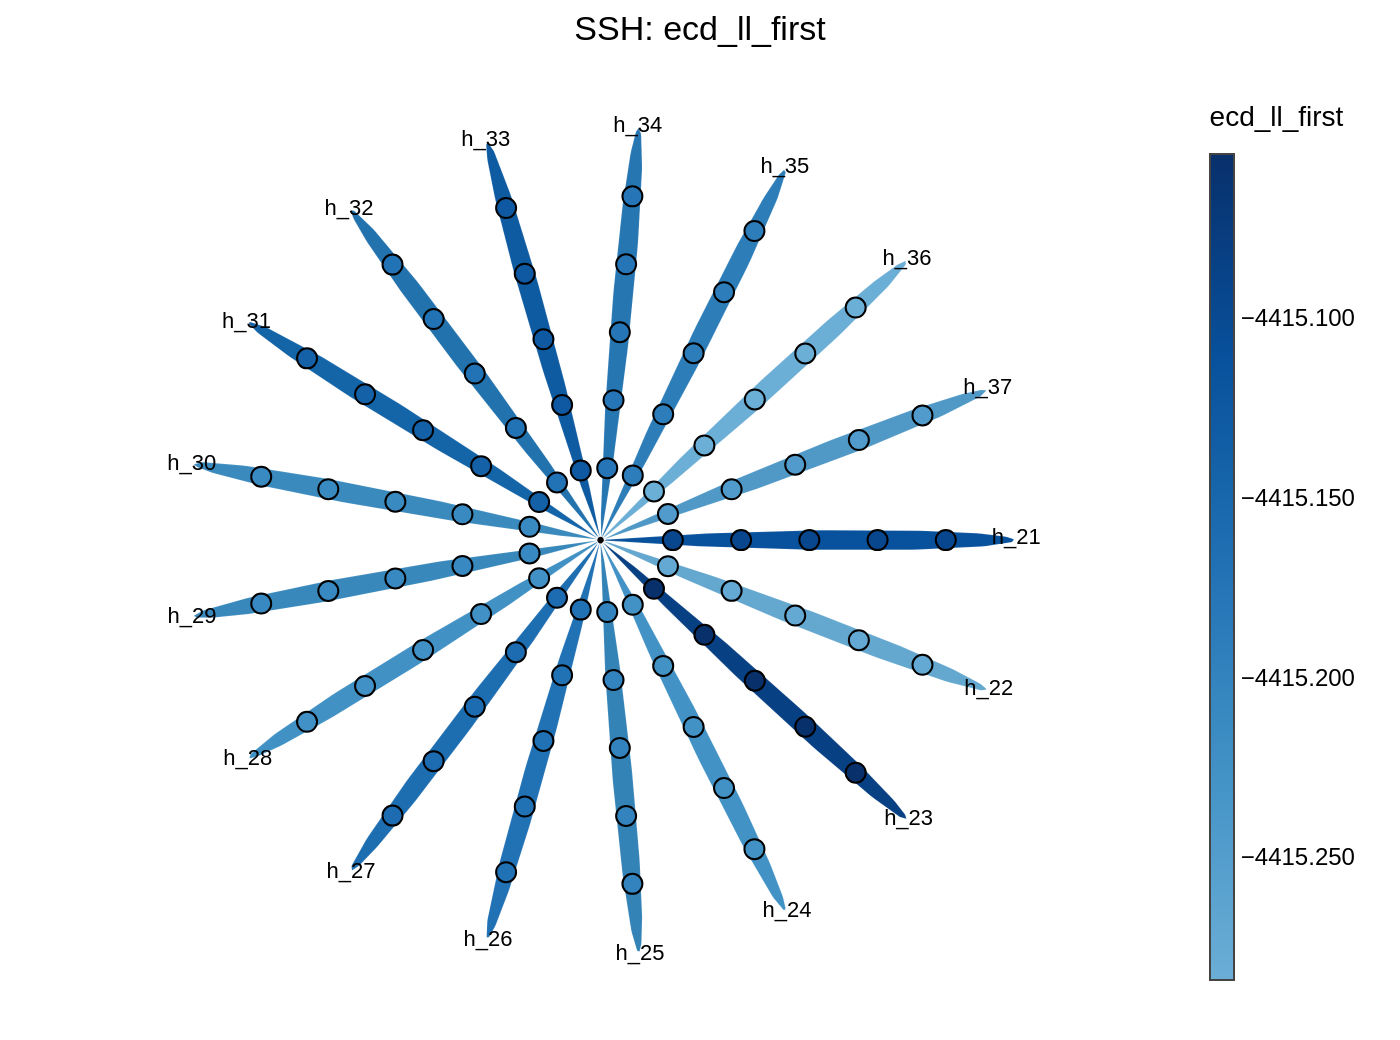 SSH: ecd_ll_first
ecd_ll_first
h_34
h_33
h_35
h_32
h_36
h_31
−4415.100
h_37
h_30
−4415.150
h_21
h_29
−4415.200
h_22
h_28
h_23
−4415.250
h_27
h_24
h_26
h_25